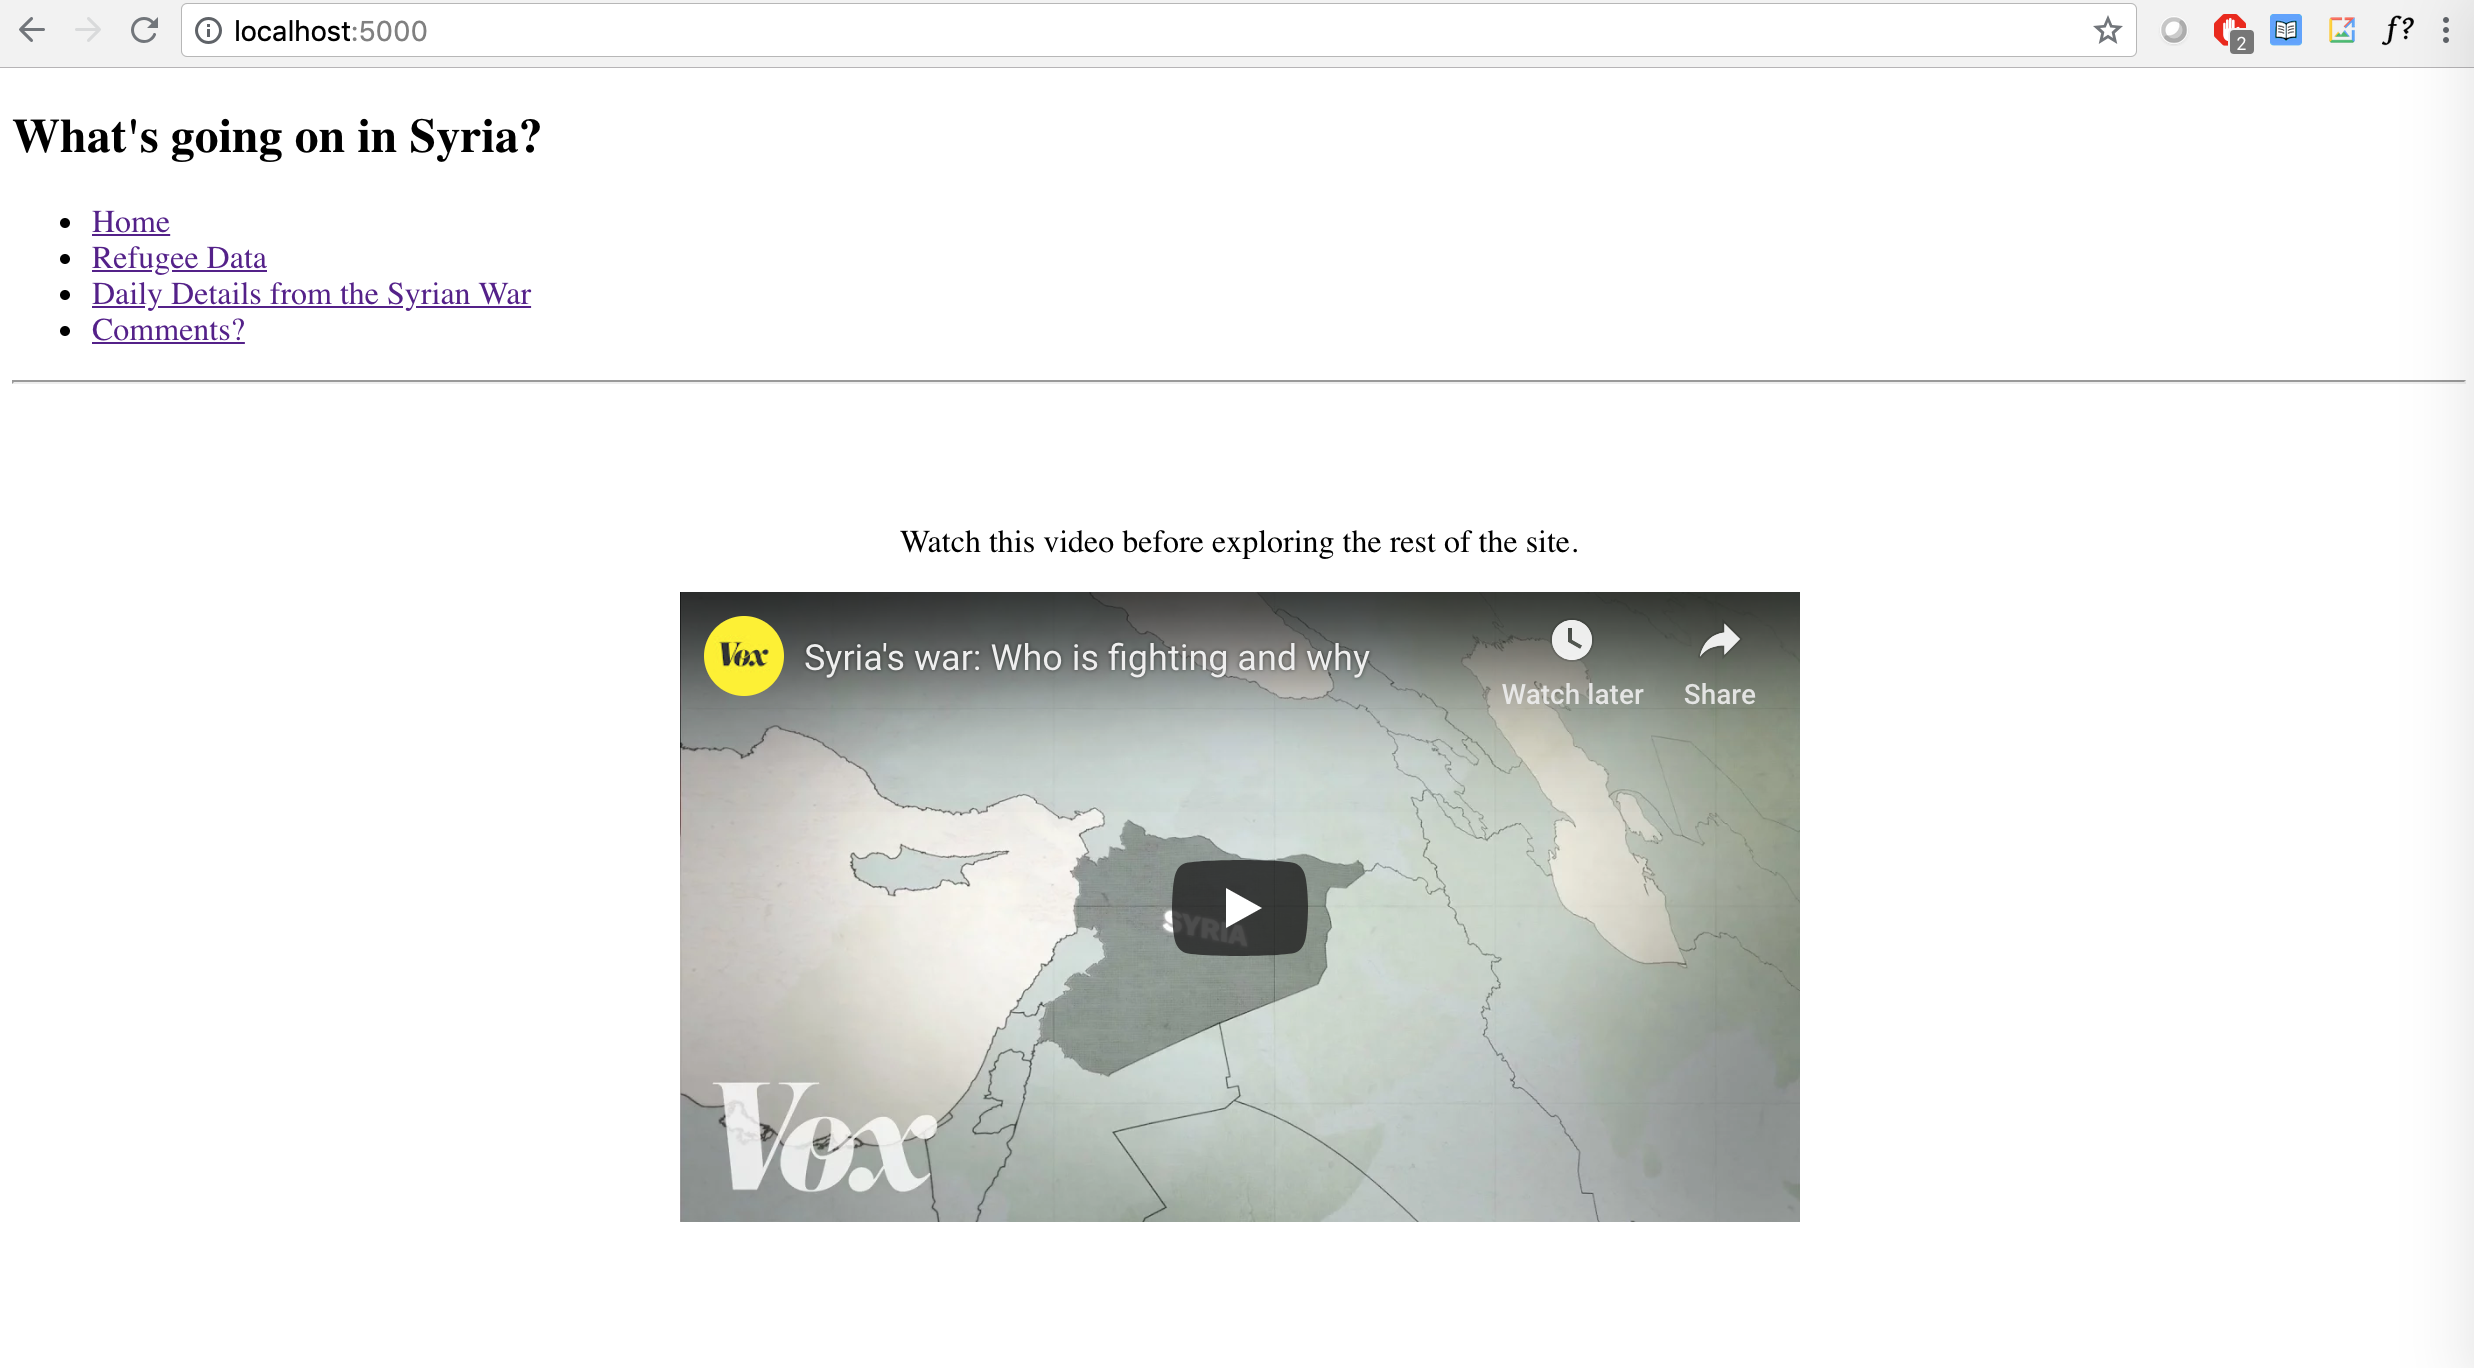 localhost:5000
2
f?
What's going on in Syria?
Home
Refugee Data
Daily Details from the Syrian War
Comments?
Watch this video before exploring the rest of the site.
Vox
Syria's war: Who is fighting and why
Watch later
Share
SYRIA
Vox